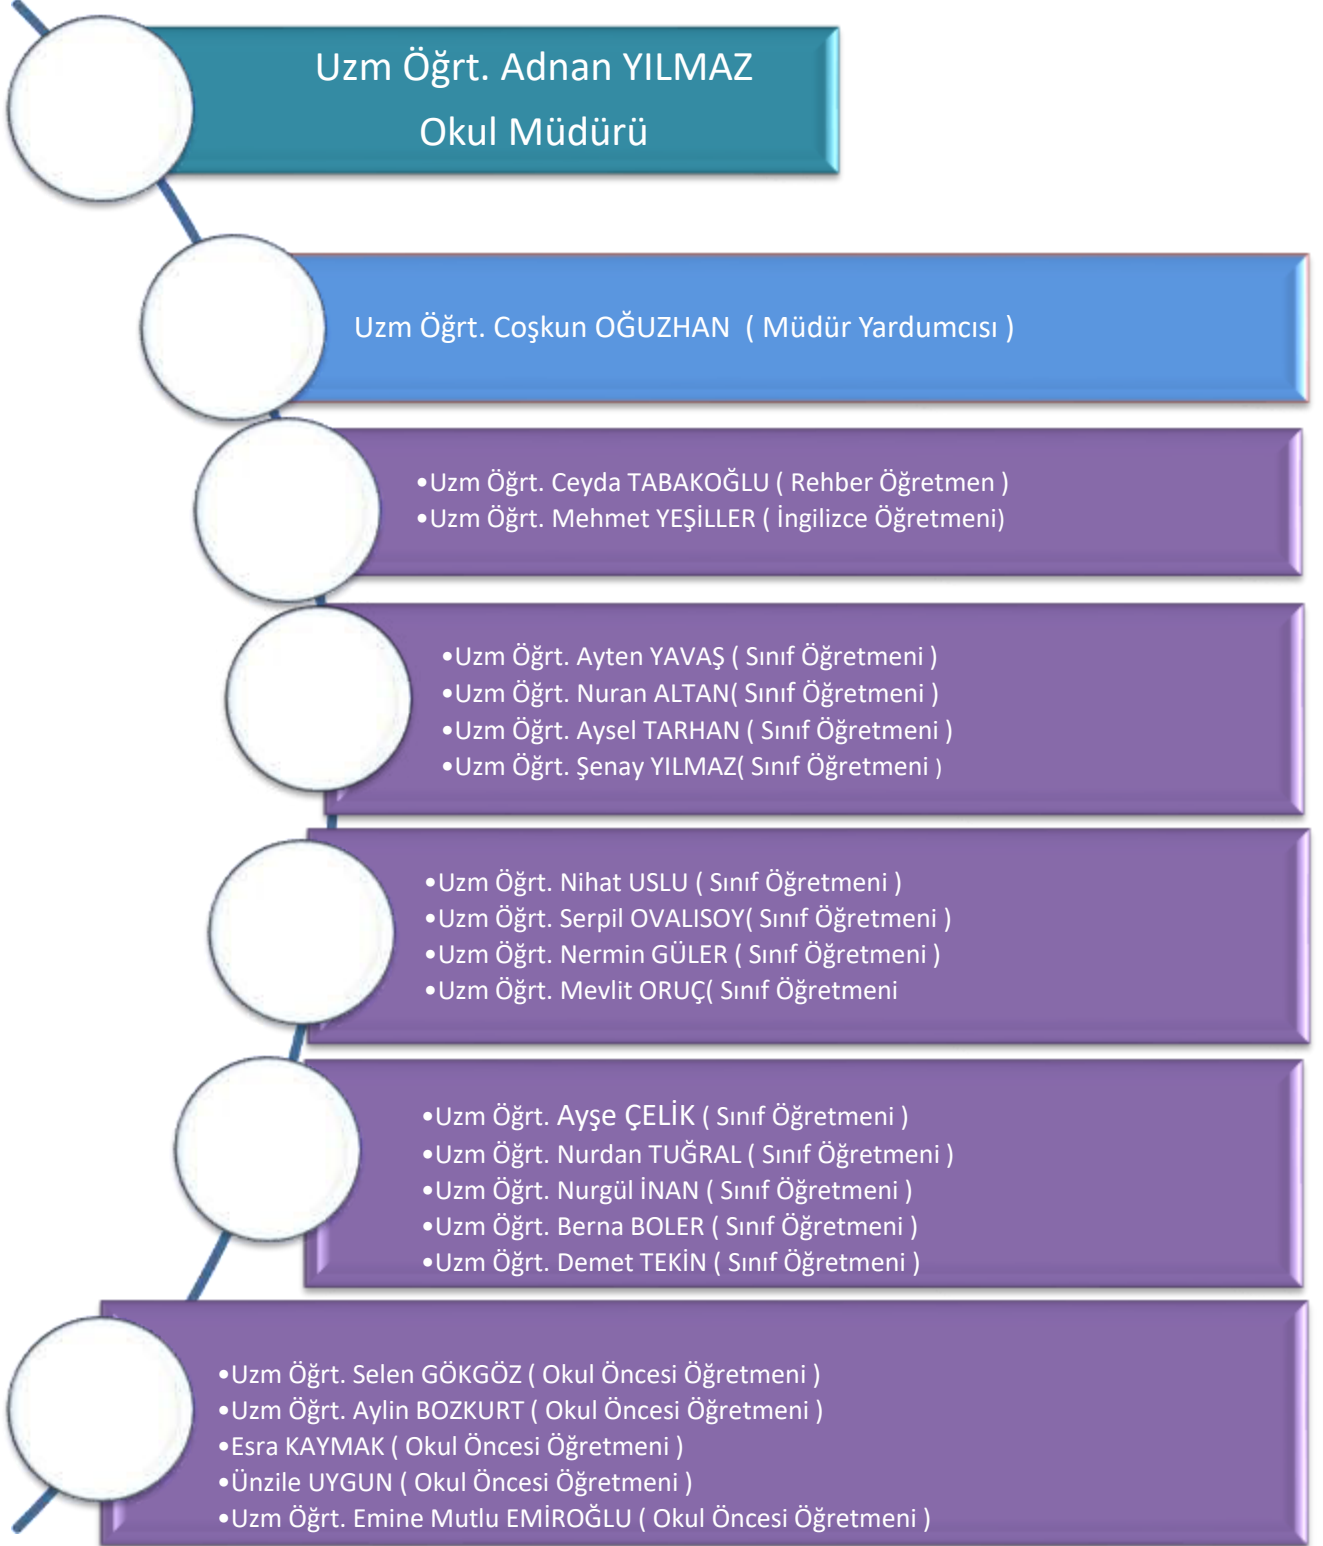 Uzm Öğrt. Adnan YILMAZ
Okul Müdürü
Uzm Öğrt. Coşkun OĞUZHAN  ( Müdür Yardumcısı )
•Uzm Öğrt. Ceyda TABAKOĞLU ( Rehber Öğretmen )
•Uzm Öğrt. Mehmet YEŞİLLER ( İngilizce Öğretmeni)
•Uzm Öğrt. Ayten YAVAŞ ( Sınıf Öğretmeni )
•Uzm Öğrt. Nuran ALTAN( Sınıf Öğretmeni )
•Uzm Öğrt. Aysel TARHAN ( Sınıf Öğretmeni )
•Uzm Öğrt. Şenay YILMAZ( Sınıf Öğretmeni )
•Uzm Öğrt. Nihat USLU ( Sınıf Öğretmeni )
•Uzm Öğrt. Serpil OVALISOY( Sınıf Öğretmeni )
•Uzm Öğrt. Nermin GÜLER ( Sınıf Öğretmeni )
•Uzm Öğrt. Mevlit ORUÇ( Sınıf Öğretmeni
•Uzm Öğrt. Ayşe ÇELİK ( Sınıf Öğretmeni )
•Uzm Öğrt. Nurdan TUĞRAL ( Sınıf Öğretmeni )
•Uzm Öğrt. Nurgül İNAN ( Sınıf Öğretmeni )
•Uzm Öğrt. Berna BOLER ( Sınıf Öğretmeni )
•Uzm Öğrt. Demet TEKİN ( Sınıf Öğretmeni )
•Uzm Öğrt. Selen GÖKGÖZ ( Okul Öncesi Öğretmeni )
•Uzm Öğrt. Aylin BOZKURT ( Okul Öncesi Öğretmeni )
•Esra KAYMAK ( Okul Öncesi Öğretmeni )
•Ünzile UYGUN ( Okul Öncesi Öğretmeni )
•Uzm Öğrt. Emine Mutlu EMİROĞLU ( Okul Öncesi Öğretmeni )